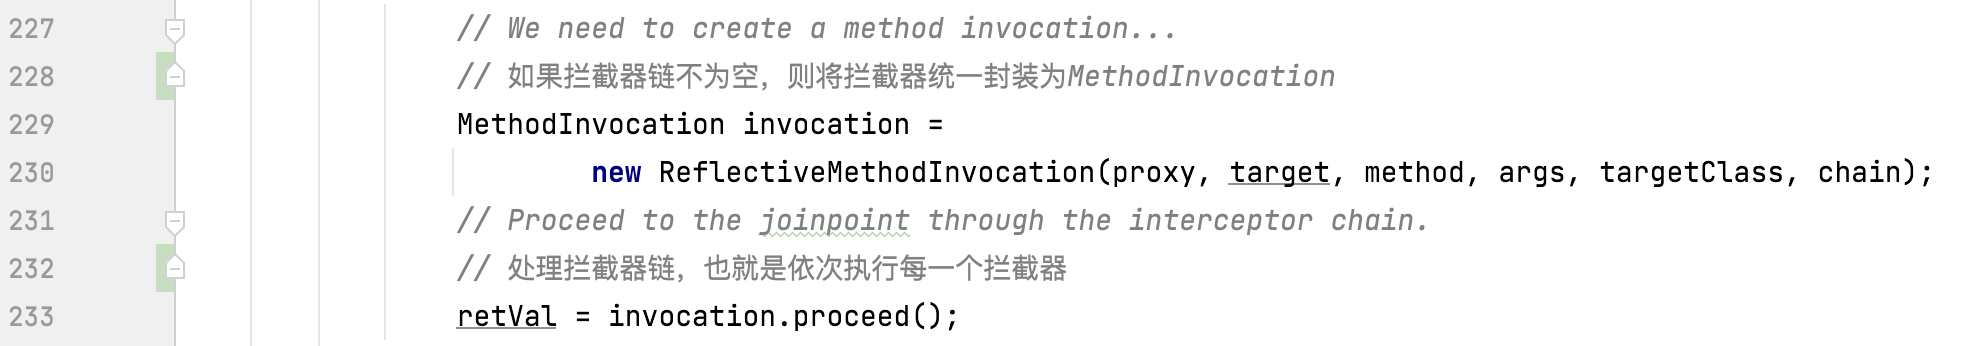 227 // We need to create a method invocation...
228 // 如果拦截器链不为空，则将拦截器统一封装为MethodInvocation
229 MethodInvocation invocation =
230 new ReflectiveMethodInvocation(proxy, target, method, args, targetClass, chain);
231 // Proceed to the joinpoint through the interceptor chain.
232 // 处理拦截器链，也就是依次执行每一个拦截器
233 retVal = invocation.proceed();